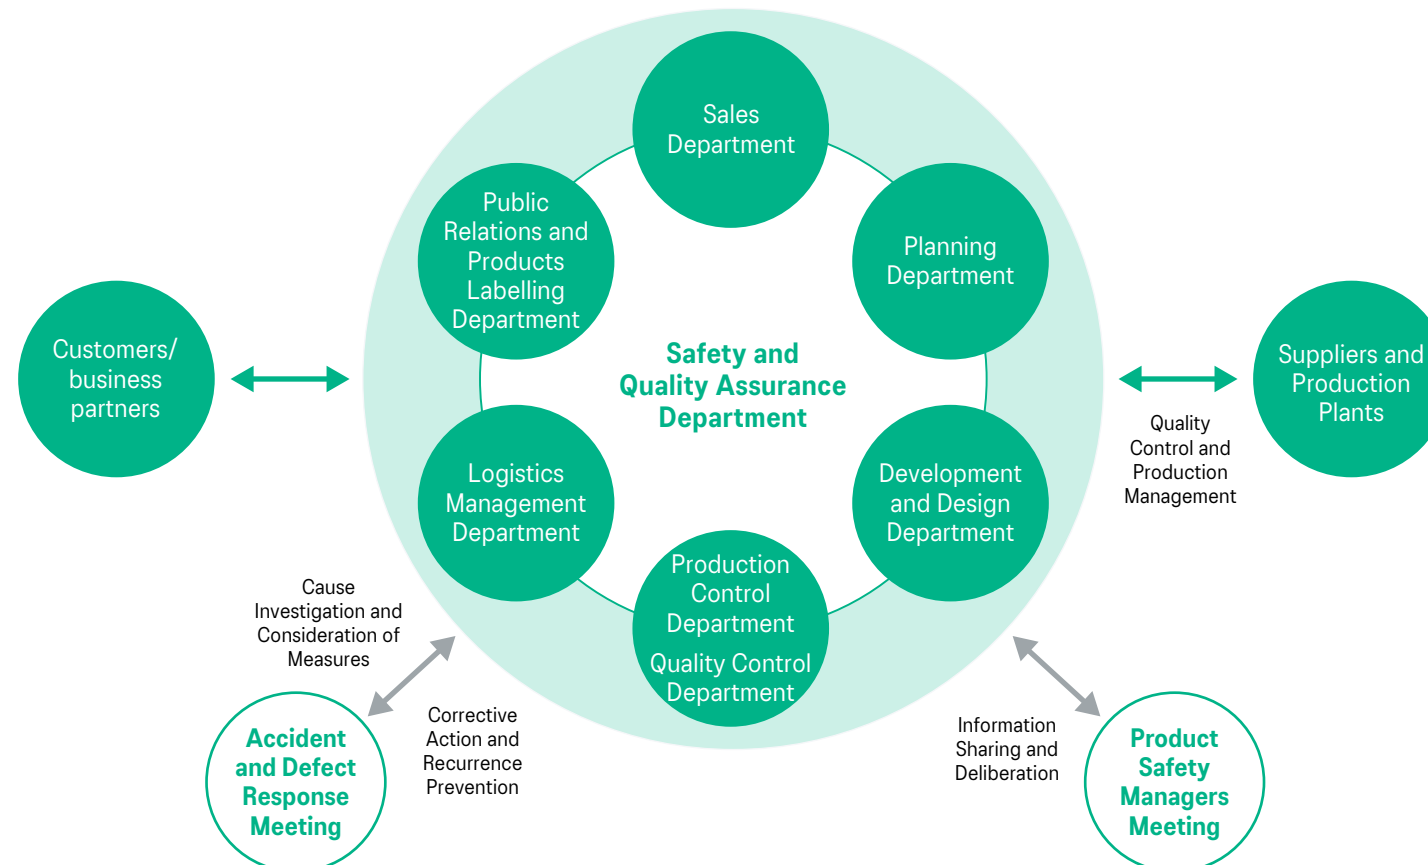 Sales
Department
Public
Relations and
Products
Labelling
Department
Planning
Department
Customers/
business
partners
Safety and
Quality Assurance
Department
Suppliers and
Production
Plants
Quality
Control and
Production
Management
Logistics
Management
Department
Development
and Design
Department
Production
Control
Department
Quality Control
Department
Cause
Investigation and
Consideration of
Measures
Corrective
Action and
Recurrence
Prevention
Accident
and Defect
Response
Meeting
Information
Sharing and
Deliberation
Product
Safety
Managers
Meeting